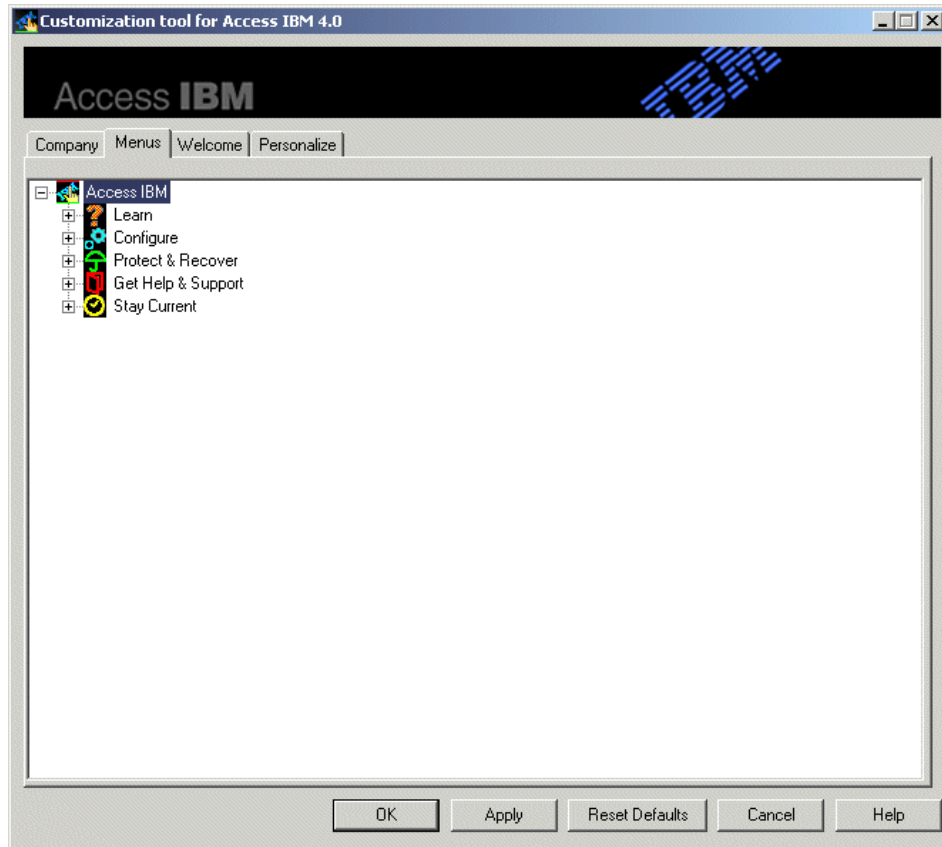 Customization tool for Access IBM 4.0
Access IBM
IBM
Company Menus Welcome Personalize
Access IBM
Learn
Configure
Protect & Recover
Get Help & Support
Stay Current
OK Apply Reset Defaults Cancel Help